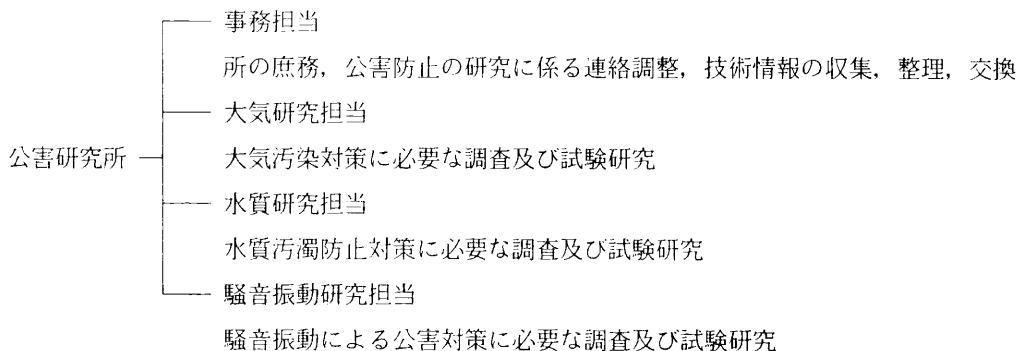 事務担当
所の庶務，公害防止の研究に係る連絡調整，技術情報の収集，整理，交換
大気研究担当
公害研究所
大気汚染対策に必要な調査及び試験研究
水質研究担当
水質汚濁防止対策に必要な調査及び試験研究
騒音振動研究担当
騒音振動による公害対策に必要な調査及び試験研究